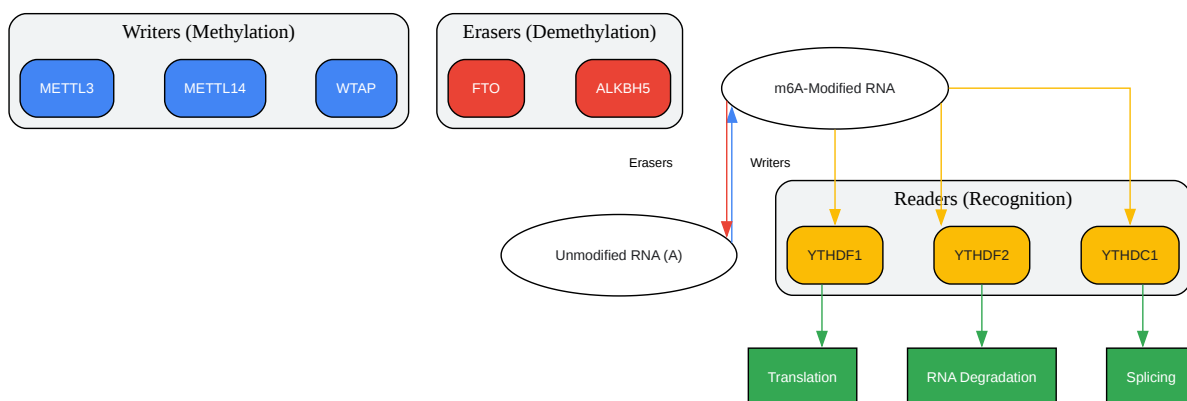 Writers (Methylation)
METTL3
METTL14
WTAP
Erasers (Demethylation)
FTO
ALKBH5
m6A-Modified RNA
Erasers
Writers
Unmodified RNA (A)
Readers (Recognition)
YTHDF1
YTHDF2
YTHDC1
Translation
RNA Degradation
Splicing